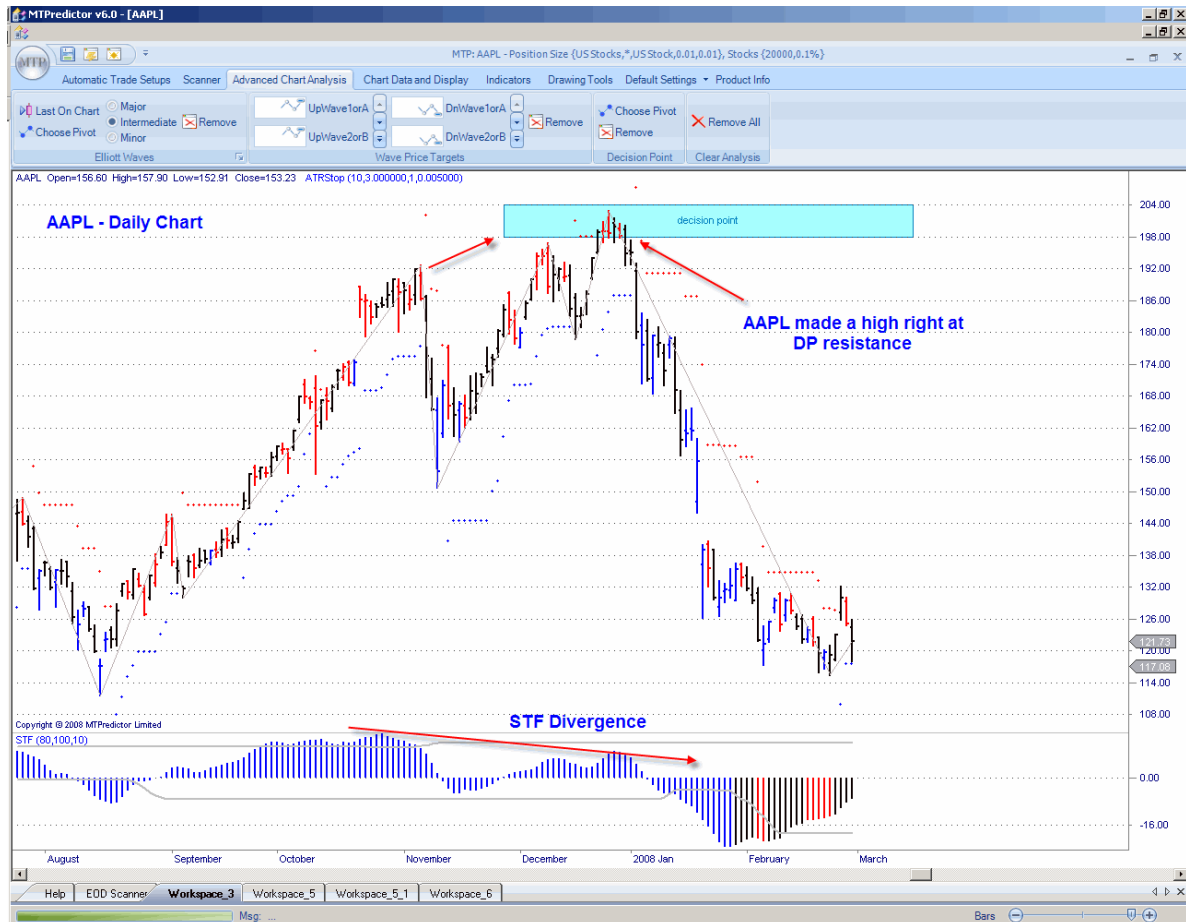 MTPredictor v6.0 - [AAPL]
MTP: AAPL - Position Size {USStocks,*,USStock,0.01,0.01}, Stocks {20000,0.1%}
MTP
Automatic Trade Setups Scanner Advanced Chart Analysis Chart Data and Display Indicators Drawing Tools Default Settings Product Info
Last On Chart Major UpWave1orA DnWave1orA Choose Pivot
Choose Pivot Intermediate Remove Remove Remove All
Minor UpWave2orB DnWave2orB Remove
Elliott Waves Wave Price Targets Decision Point Clear Analysis
AAPL Open=156.60 High=157.90 Low=152.91 Close=153.23 ATRStop (10,3.000000,1,0.005000)
204.00
AAPL - Daily Chart decision point
198.00
192.00
186.00
AAPL made a high right at
180.00
DP resistance
174.00
168.00
162.00
156.00
150.00
144.00
138.00
132.00
126.00
121.73
120.00
117.08
114.00
108.00
Copyright © 2008 MTPredictor Limited
STF Divergence
STF (80,100,10)
0.00
-16.00
August September October November December 2008 Jan February March
Help EOD Scanner Workspace_3 Workspace_5 Workspace_5_1 Workspace_6
Msg: ... Bars